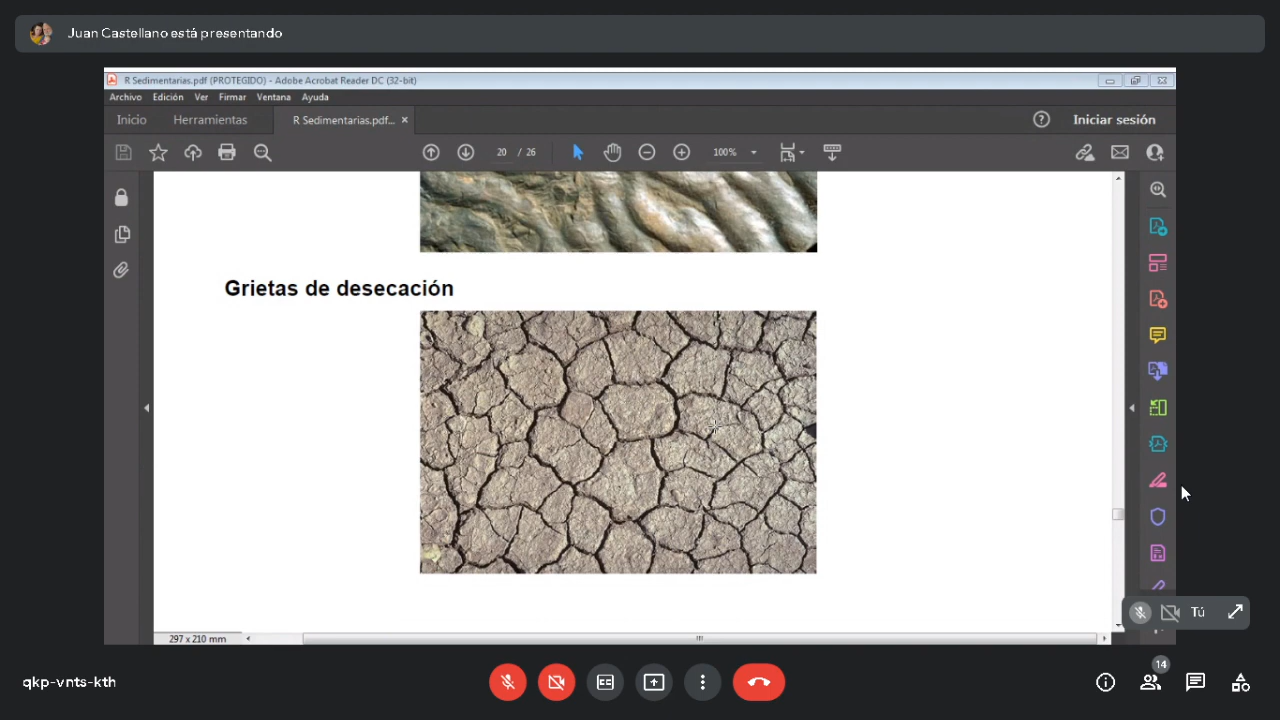 Juan Castellano está presentando
R Sedimentarias.pdf (PROTEGIDO) - Adobe Acrobat Reader DC (32-bit)
Archivo Edición Ver Firmar Ventana Ayuda
Inicio Herramientas R Sedimentarias.pdf... × Iniciar sesión
20 / 26 100%
Grietas de desecación
Tú
297 x 210 mm
14
qkp-vnts-kth